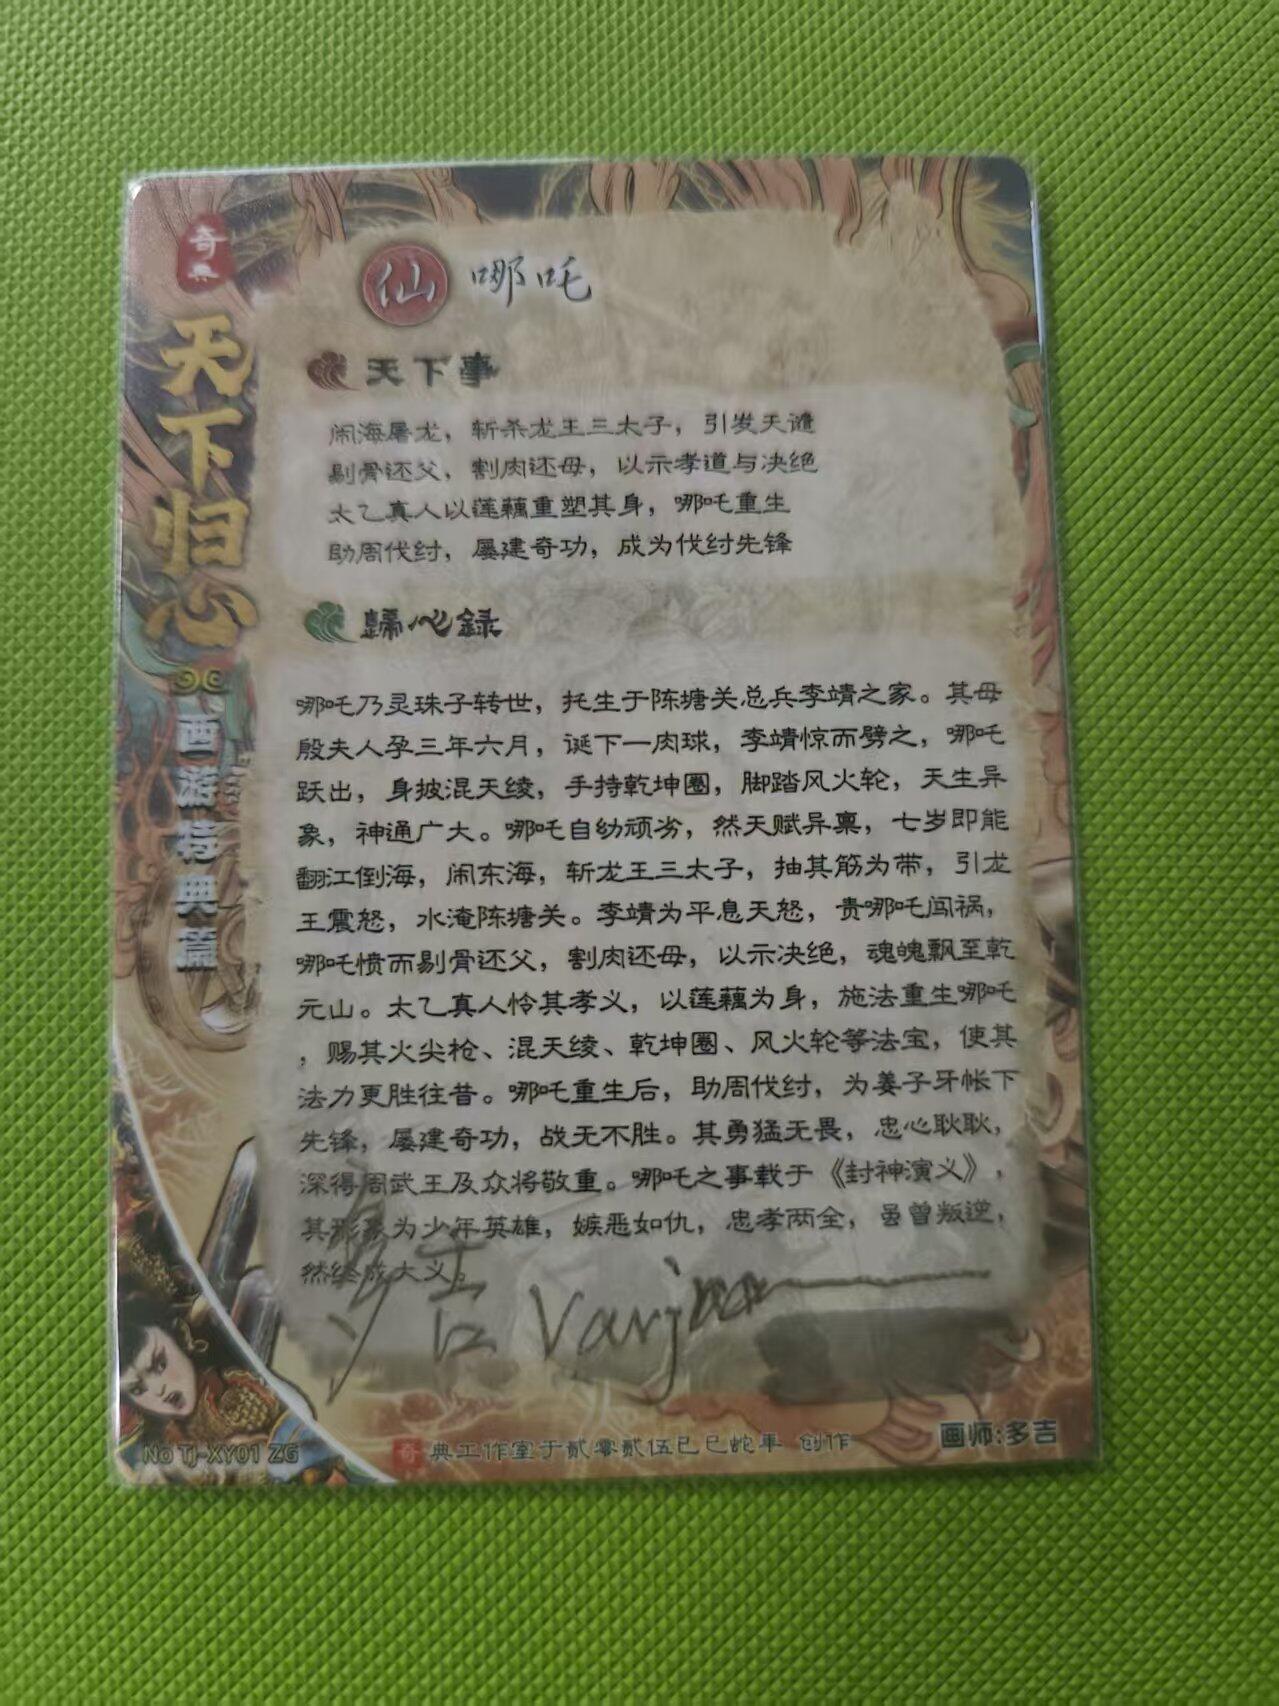 奇典
天下归心
西游特典篇
仙 哪吒
天下事
闹海屠龙，斩杀龙王三太子，引发天谴
剔骨还父，割肉还母，以示孝道与决绝
太乙真人以莲藕重塑其身，哪吒重生
助周伐纣，屡建奇功，成为伐纣先锋
歸心録
哪吒乃灵珠子转世，托生于陈塘关总兵李靖之家。其母
殷夫人孕三年六月，诞下一肉球，李靖惊而劈之，哪吒
跃出，身披混天绫，手持乾坤圈，脚踏风火轮，天生异
象，神通广大。哪吒自幼顽劣，然天赋异禀，七岁即能
翻江倒海，闹东海，斩龙王三太子，抽其筋为带，引龙
王震怒，水淹陈塘关。李靖为平息天怒，责哪吒闯祸，
哪吒愤而剔骨还父，割肉还母，以示决绝，魂魄飘至乾
元山。太乙真人怜其孝义，以莲藕为身，施法重生哪吒
，赐其火尖枪、混天绫、乾坤圈、风火轮等法宝，使其
法力更胜往昔。哪吒重生后，助周伐纣，为姜子牙帐下
先锋，屡建奇功，战无不胜。其勇猛无畏，忠心耿耿，
深得周武王及众将敬重。哪吒之事载于《封神演义》，
其形象为少年英雄，嫉恶如仇，忠孝两全，虽曾叛逆，
然终成大义。
多吉
No TJ-XY01 ZG
奇典工作室于贰零贰伍己巳蛇年 创作
画师:多吉